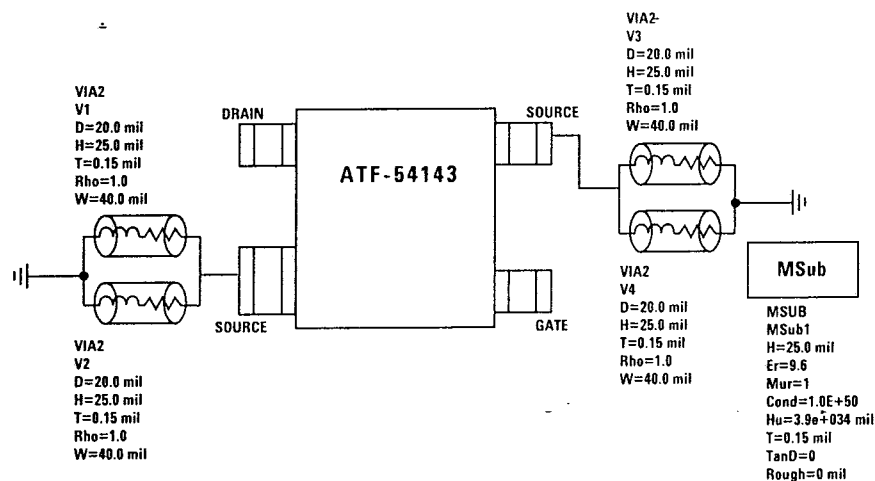 VIA2
V1
D=20.0 mil
H=25.0 mil
T=0.15 mil
Rho=1.0
W=40.0 mil
DRAIN
SOURCE
ATF-54143
VIA2
V3
D=20.0 mil
H=25.0 mil
T=0.15 mil
Rho=1.0
W=40.0 mil
SOURCE
GATE
VIA2
V2
D=20.0 mil
H=25.0 mil
T=0.15 mil
Rho=1.0
W=40.0 mil
VIA2
V4
D=20.0 mil
H=25.0 mil
T=0.15 mil
Rho=1.0
W=40.0 mil
MSub
MSUB
MSub1
H=25.0 mil
Er=9.6
Mur=1
Cond=1.0E+50
Hu=3.9e+034 mil
T=0.15 mil
TanD=0
Rough=0 mil